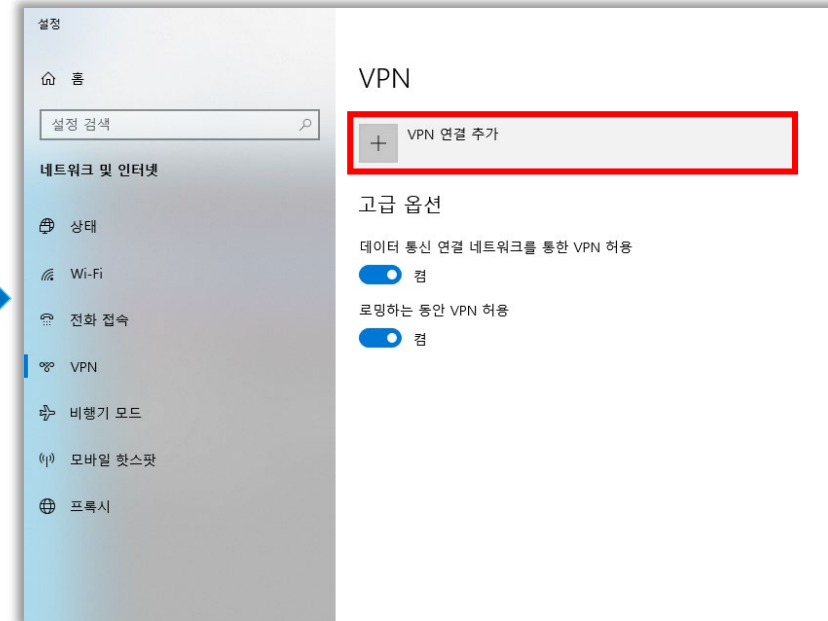 설정
홈
설정 검색
네트워크 및 인터넷
상태
Wi-Fi
전화 접속
VPN
비행기 모드
모바일 핫스팟
프록시
VPN
VPN 연결 추가
고급 옵션
데이터 통신 연결 네트워크를 통한 VPN 허용
켬
로밍하는 동안 VPN 허용
켬